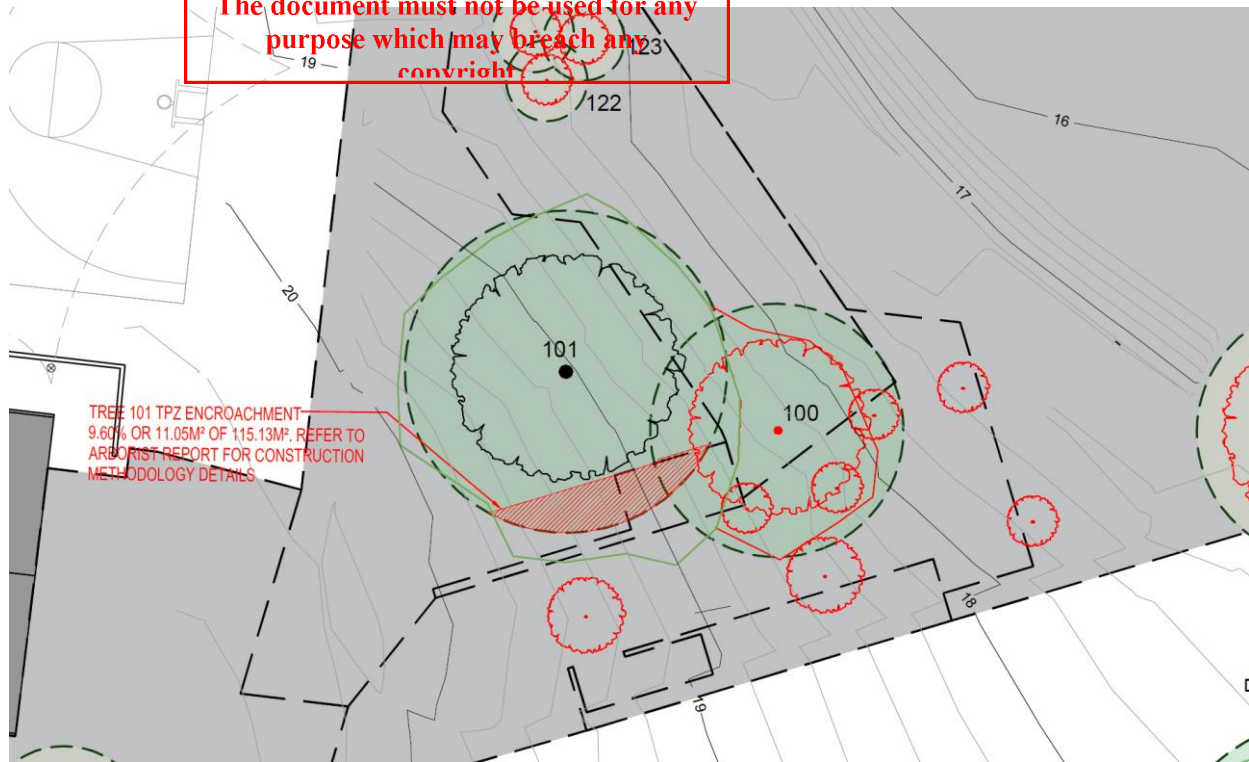 The document must not be used for any
purpose which may breach any
copyright
123
122
19
16
17
20
101
100
TREE 101 TPZ ENCROACHMENT
9.60% OR 11.05M² OF 115.13M². REFER TO
ARBORIST REPORT FOR CONSTRUCTION
METHODOLOGY DETAILS
18
19